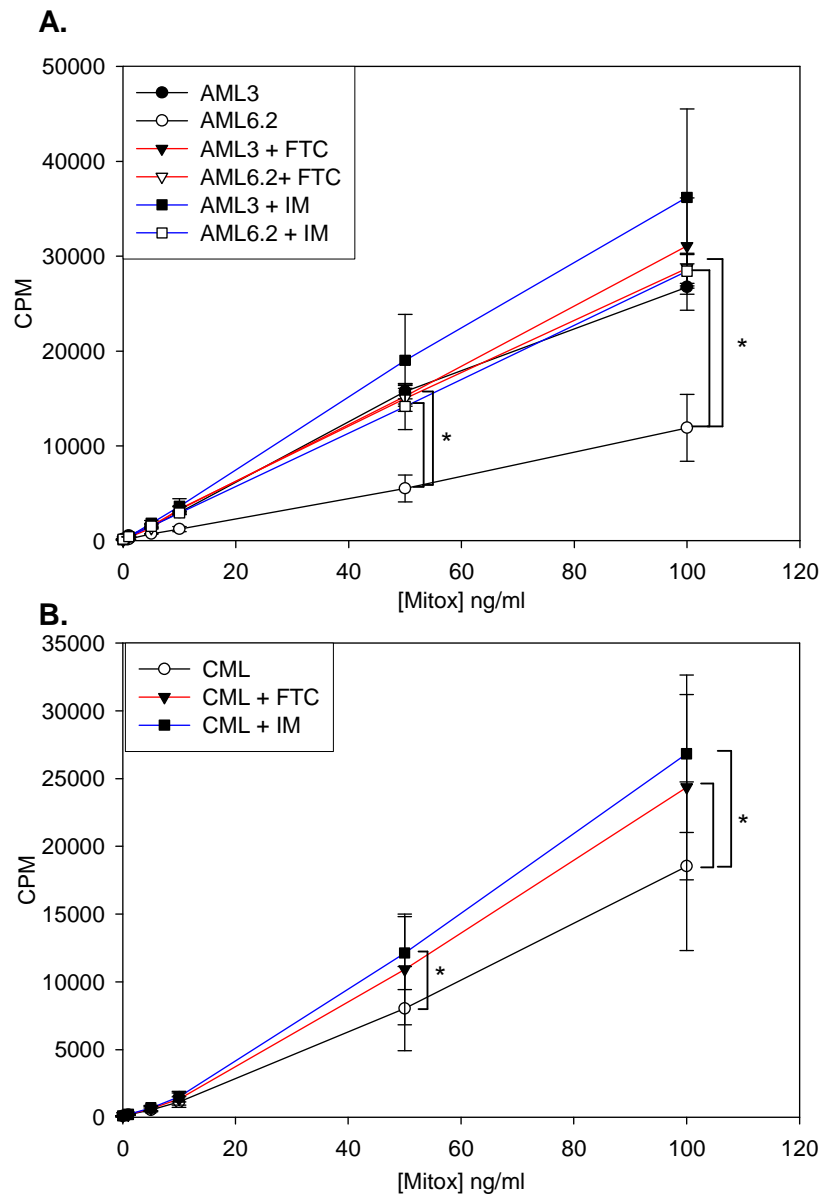 A.
50000
40000
30000
20000
10000
0
CPM
AML3
AML6.2
AML3 + FTC
AML6.2+ FTC
AML3 + IM
AML6.2 + IM
*
*
0 20 40 60 80 100 120
[Mitox] ng/ml
B.
35000
30000
25000
20000
15000
10000
5000
0
CPM
CML
CML + FTC
CML + IM
*
*
0 20 40 60 80 100 120
[Mitox] ng/ml